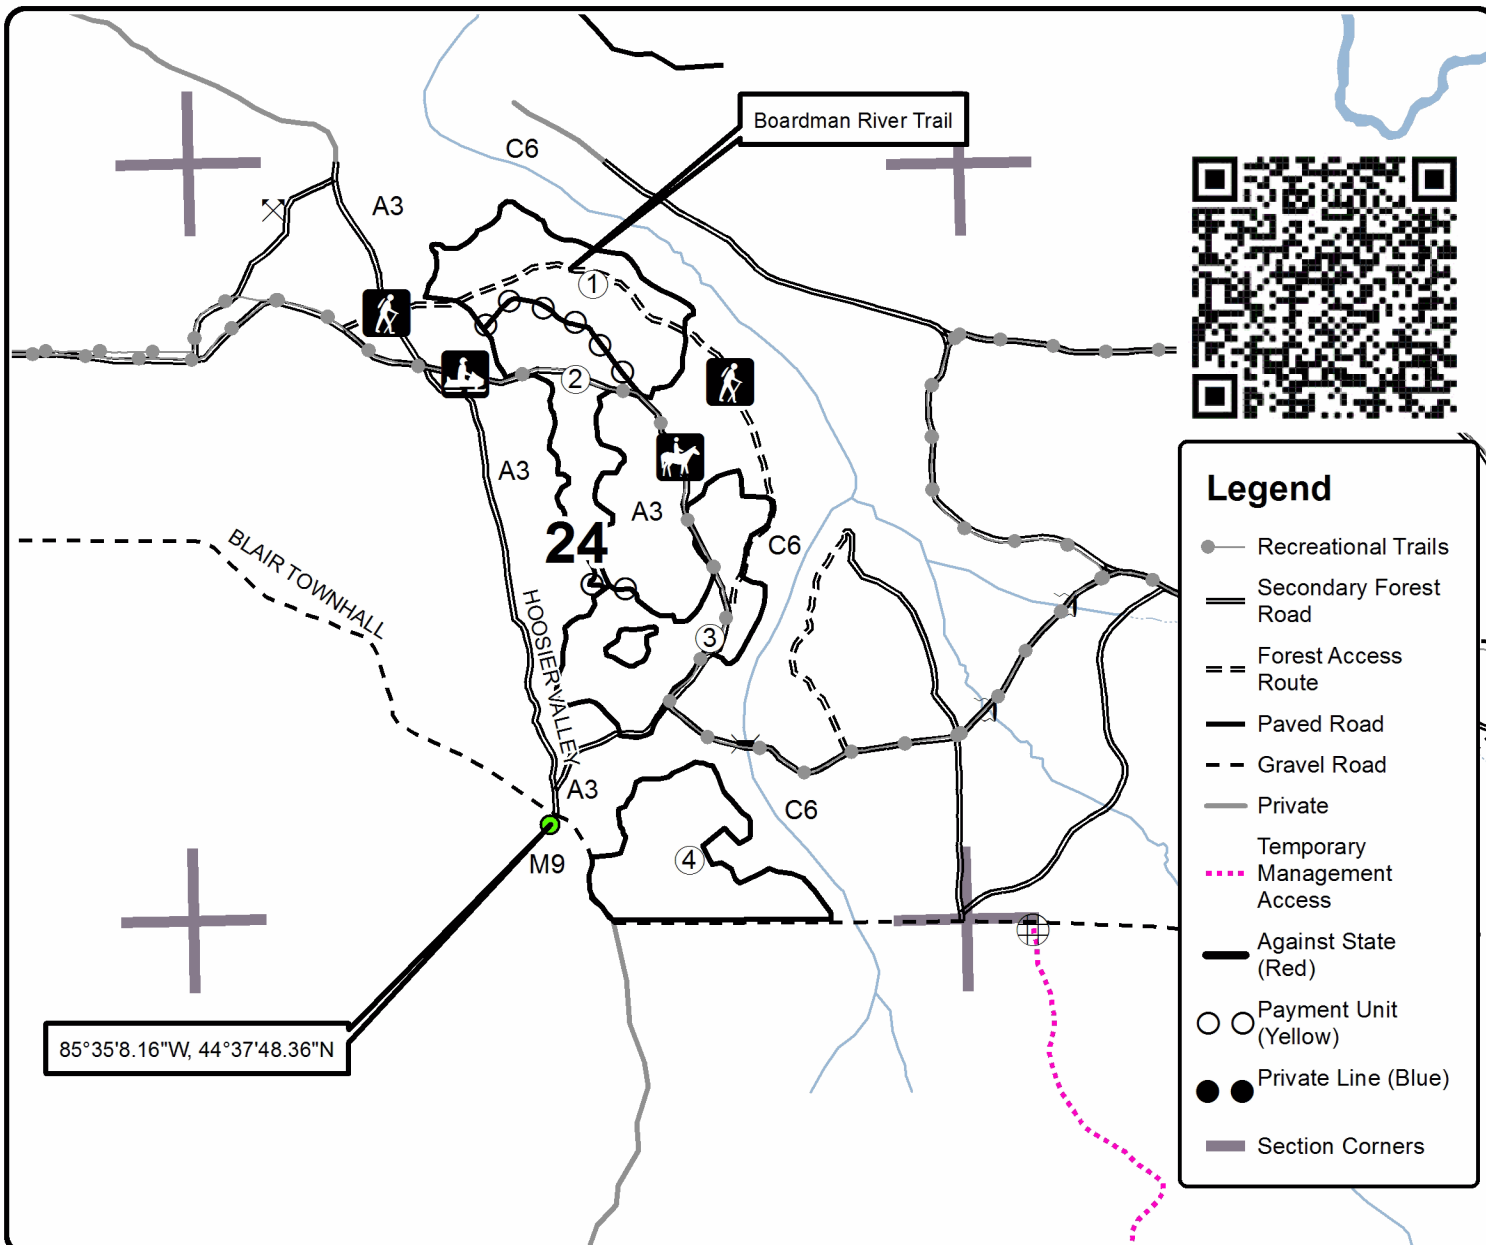 Boardman River Trail
C6
A3
1
2
A3
A3
24
C6
BLAIR TOWNHALL
HOOSIER VALLEY
3
A3
C6
M9
4
85°35'8.16"W, 44°37'48.36"N
Legend
Recreational Trails
Secondary Forest
Road
Forest Access
Route
Paved Road
Gravel Road
Private
Temporary
Management
Access
Against State
(Red)
Payment Unit
(Yellow)
Private Line (Blue)
Section Corners